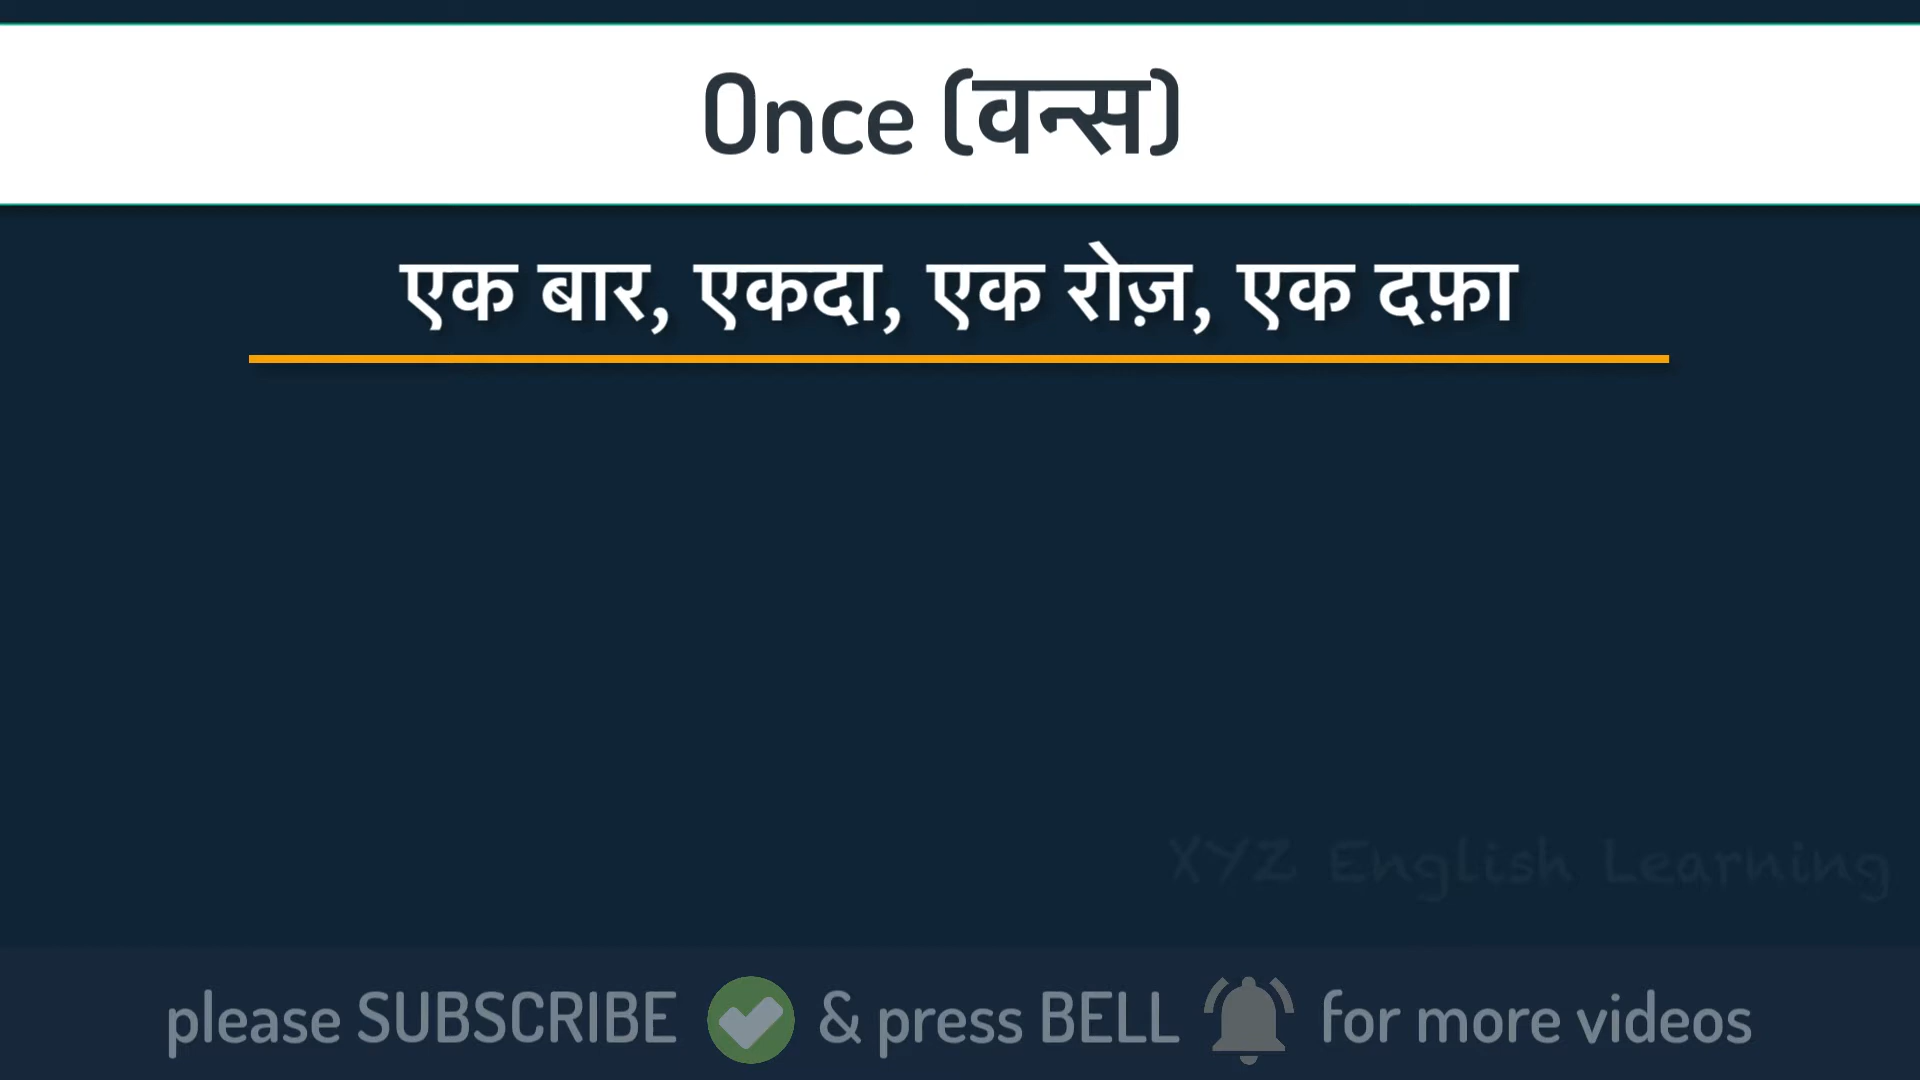 Once (वन्स)
एक बार, एकदा, एक रोज़, एक दफ़ा
XYZ English Learning
please SUBSCRIBE & press BELL for more videos